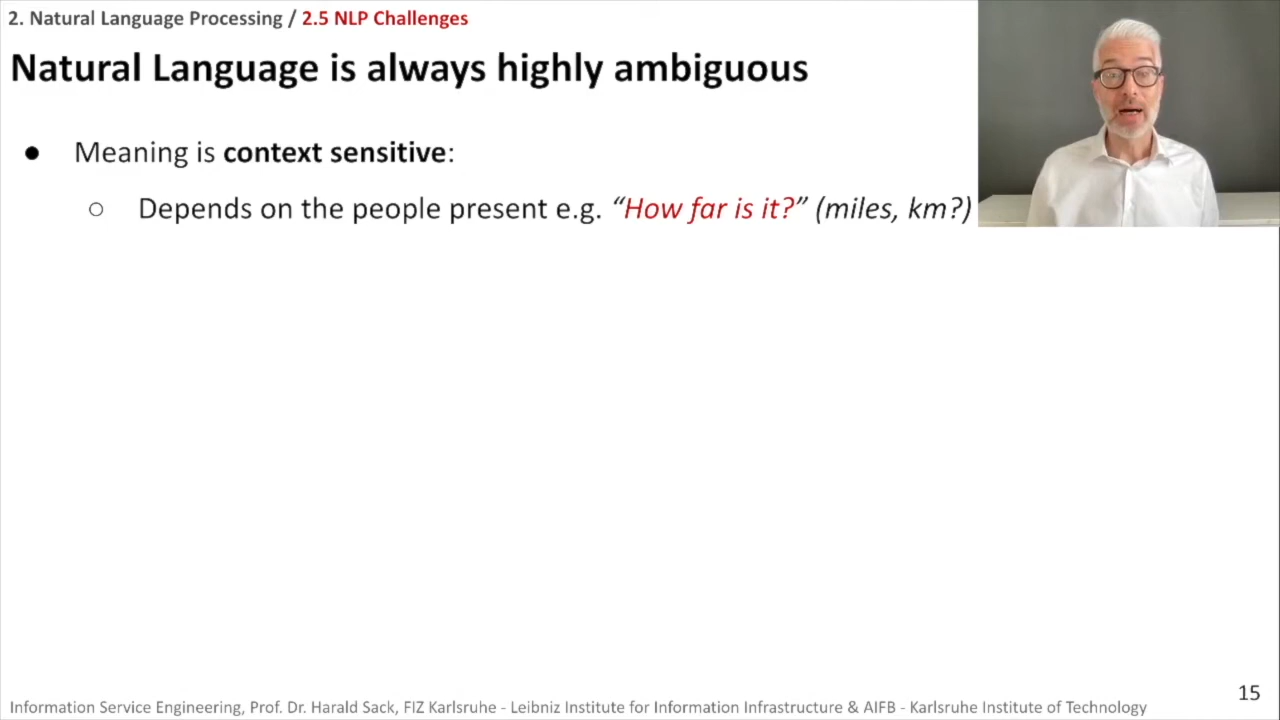 2. Natural Language Processing / 2.5 NLP Challenges
Natural Language is always highly ambiguous
● Meaning is context sensitive:
○ Depends on the people present e.g. “How far is it?” (miles, km?)
15
Information Service Engineering, Prof. Dr. Harald Sack, FIZ Karlsruhe - Leibniz Institute for Information Infrastructure & AIFB - Karlsruhe Institute of Technology